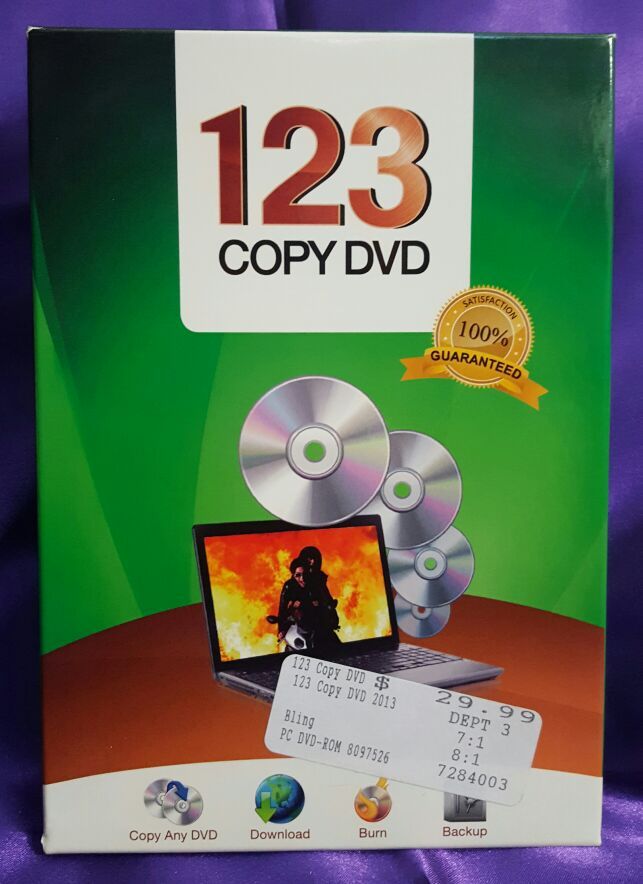 123
COPY DVD
SATISFACTION
100%
GUARANTEED
123 Copy DVD $ 29.99
123 Copy DVD 2013 DEPT 3
7:1
Bling 8:1
PC DVD-ROM 8097526 7284003
Copy Any DVD Download Burn Backup